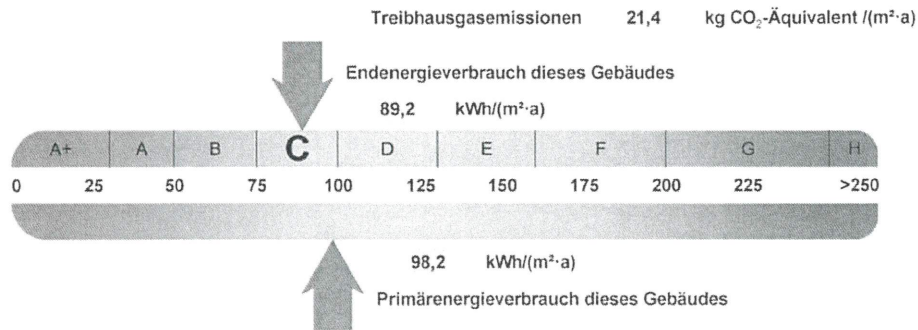 Treibhausgasemissionen 21,4 kg CO₂-Äquivalent /(m²·a)
Endenergieverbrauch dieses Gebäudes
89,2 kWh/(m²·a)
A+ A B C D E F G H
0 25 50 75 100 125 150 175 200 225 >250
98,2 kWh/(m²·a)
Primärenergieverbrauch dieses Gebäudes